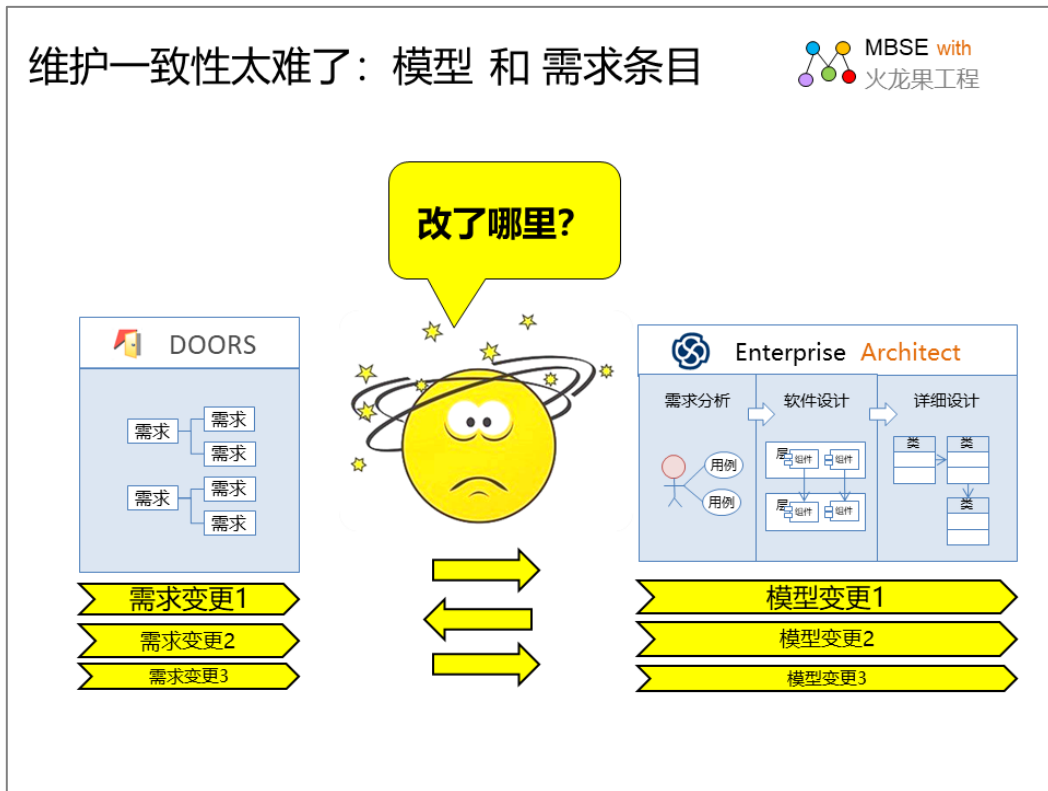 维护一致性太难了：模型 和 需求条目
MBSE with
火龙果工程
改了哪里？
DOORS
需求
需求
需求
需求
需求
需求
Enterprise Architect
需求分析
软件设计
详细设计
用例
用例
层
组件
组件
层
组件
组件
类
类
类
需求变更1
需求变更2
需求变更3
模型变更1
模型变更2
模型变更3